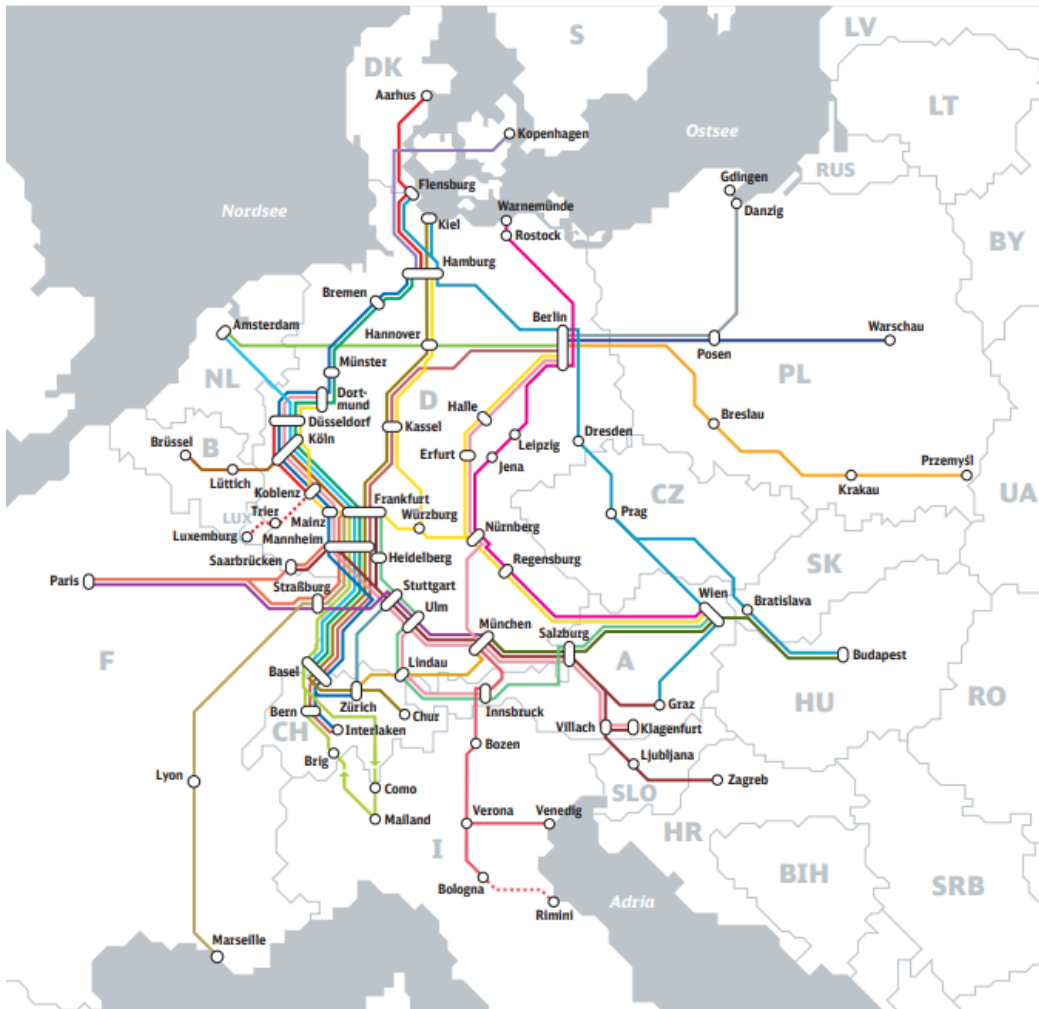 S
LV
DK
LT
Aarhus
Kopenhagen
Ostsee
RUS
Gdingen
Flensburg
Danzig
Nordsee
Warnemünde
Kiel
Rostock
BY
Hamburg
Bremen
Amsterdam
Hannover
Berlin
Warschau
Posen
Münster
NL
PL
Dort-
mund
D
Halle
Düsseldorf
Breslau
Kassel
Köln
Leipzig
Dresden
B
Brüssel
Erfurt
Jena
Lüttich
Przemyśl
Krakau
CZ
UA
Koblenz
Trier
Frankfurt
LUX
Mainz
Würzburg
Prag
Luxemburg
Mannheim
Nürnberg
Saarbrücken
Heidelberg
SK
Regensburg
Paris
Straßburg
Stuttgart
Wien
Bratislava
Ulm
München
Salzburg
F
Lindau
A
Budapest
Basel
HU
RO
Zürich
Innsbruck
Graz
Bern
Chur
Villach
Klagenfurt
CH
Interlaken
Bozen
Ljubljana
Brig
Lyon
Como
Zagreb
SLO
Mailand
Verona
Venedig
HR
I
BIH
SRB
Bologna
Adria
Rimini
Marseille